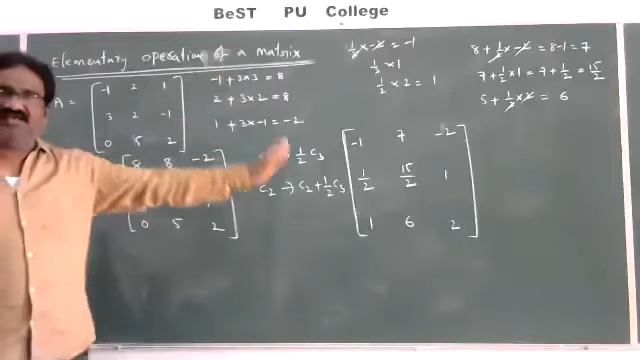 BeST PU College
Elementary operation of a matrix
A = [ -1 2 1
3 2 -1
0 5 2 ]
-1 + 3×3 = 8
2 + 3×2 = 8
1 + 3×-1 = -2
[ 8 8 -2
0 5 2 ]
1/2 × -2 = -1
1/2 × 1
1/2 × 2 = 1
8 + 1/2 × -2 = 8-1 = 7
7 + 1/2 × 1 = 7 + 1/2 = 15/2
5 + 1/2 × 2 = 6
1/2 C3
C2 → C2 + 1/2 C3
[ -1 7 -2
1/2 15/2 1
1 6 2 ]